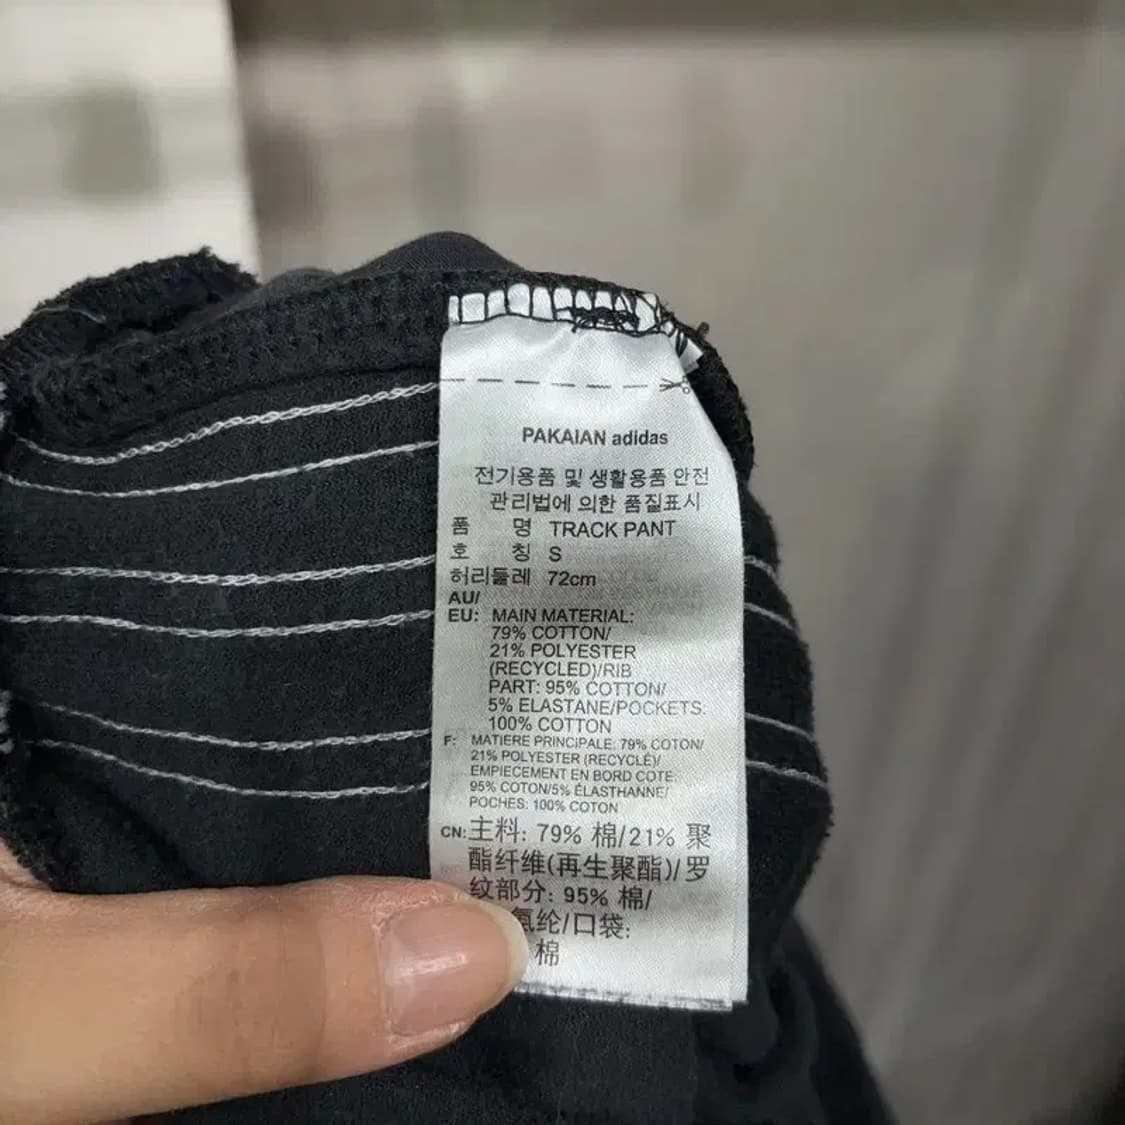 PAKAIAN adidas
전기용품 및 생활용품 안전
관리법에 의한 품질표시
품 명 TRACK PANT
호 칭 S
허리둘레 72cm
AU/
EU: MAIN MATERIAL:
79% COTTON/
21% POLYESTER
(RECYCLED)/RIB
PART: 95% COTTON/
5% ELASTANE/POCKETS:
100% COTTON
F: MATIERE PRINCIPALE: 79% COTON/
21% POLYESTER (RECYCLÉ)/
EMPIECEMENT EN BORD COTE:
95% COTON/5% ÉLASTHANNE/
POCHES: 100% COTON
CN: 主料: 79% 棉/21% 聚
酯纤维(再生聚酯)/罗
纹部分: 95% 棉/
氨纶/口袋:
棉